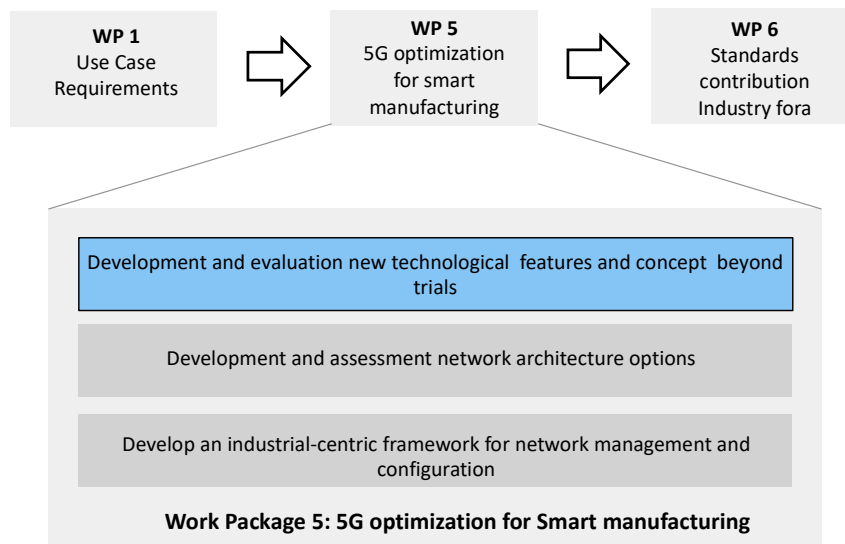 WP 1
Use Case
Requirements
WP 5
5G optimization
for smart
manufacturing
WP 6
Standards
contribution
Industry fora
Development and evaluation new technological features and concept beyond
trials
Development and assessment network architecture options
Develop an industrial-centric framework for network management and
configuration
Work Package 5: 5G optimization for Smart manufacturing